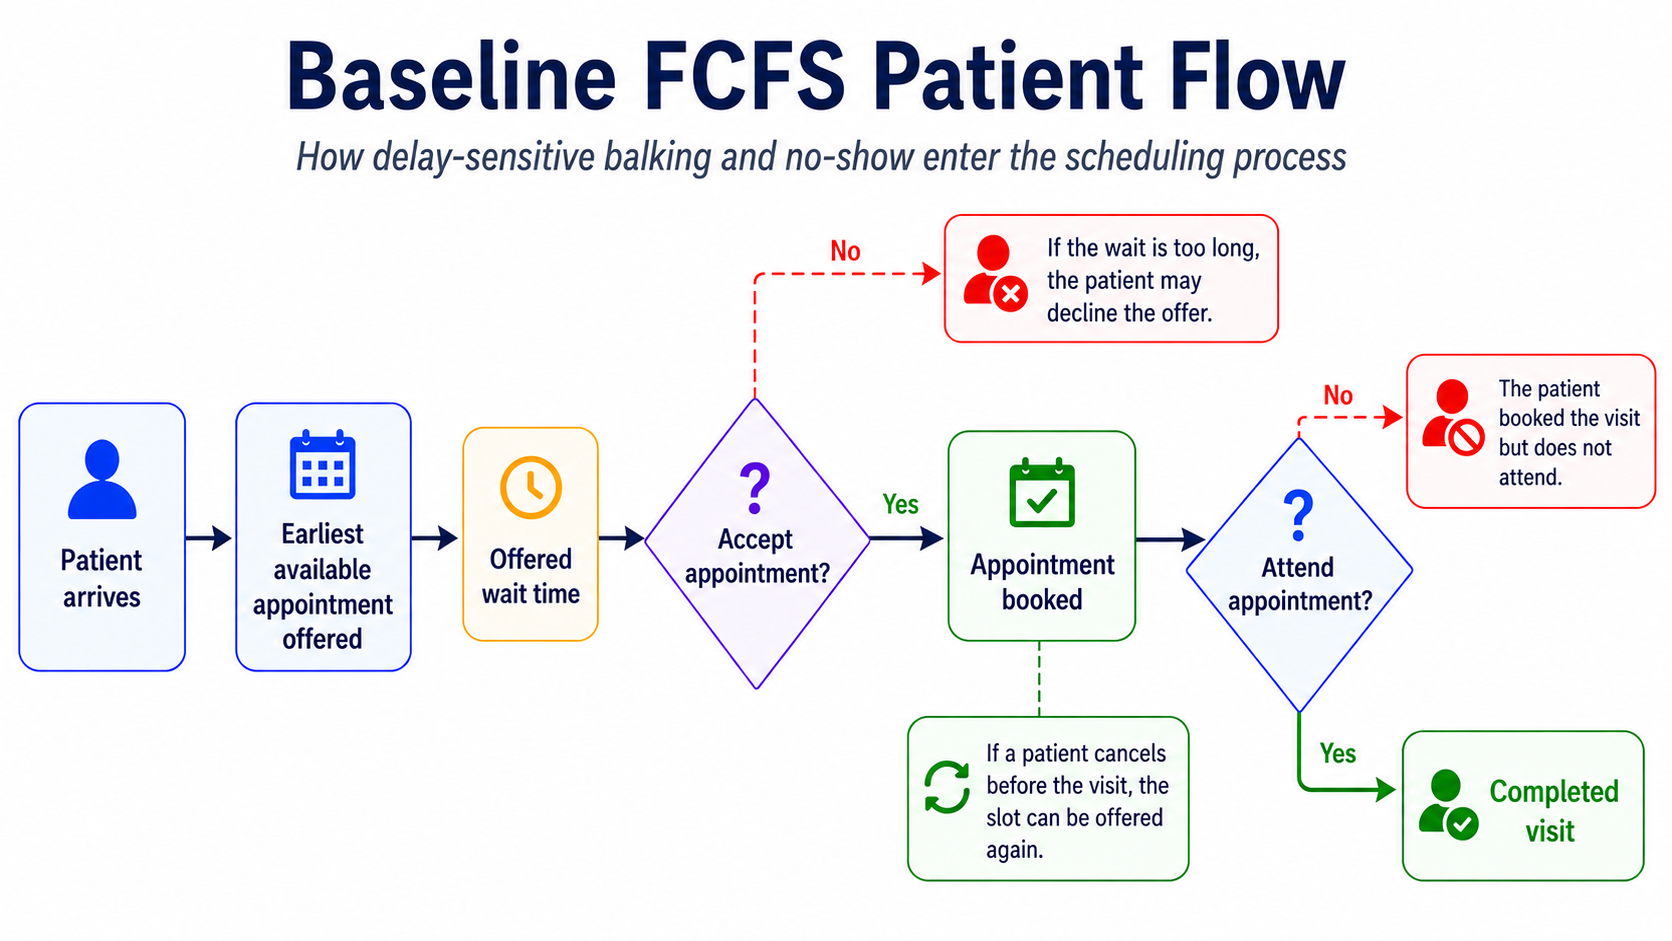 Baseline FCFS Patient Flow
How delay-sensitive balking and no-show enter the scheduling process
Patient
arrives
Earliest
available
appointment
offered
Offered
wait time
?
Accept
appointment?
No
If the wait is too long,
the patient may
decline the offer.
Yes
Appointment
booked
If a patient cancels
before the visit, the
slot can be offered
again.
?
Attend
appointment?
No
The patient
booked the visit
but does not
attend.
Yes
Completed
visit